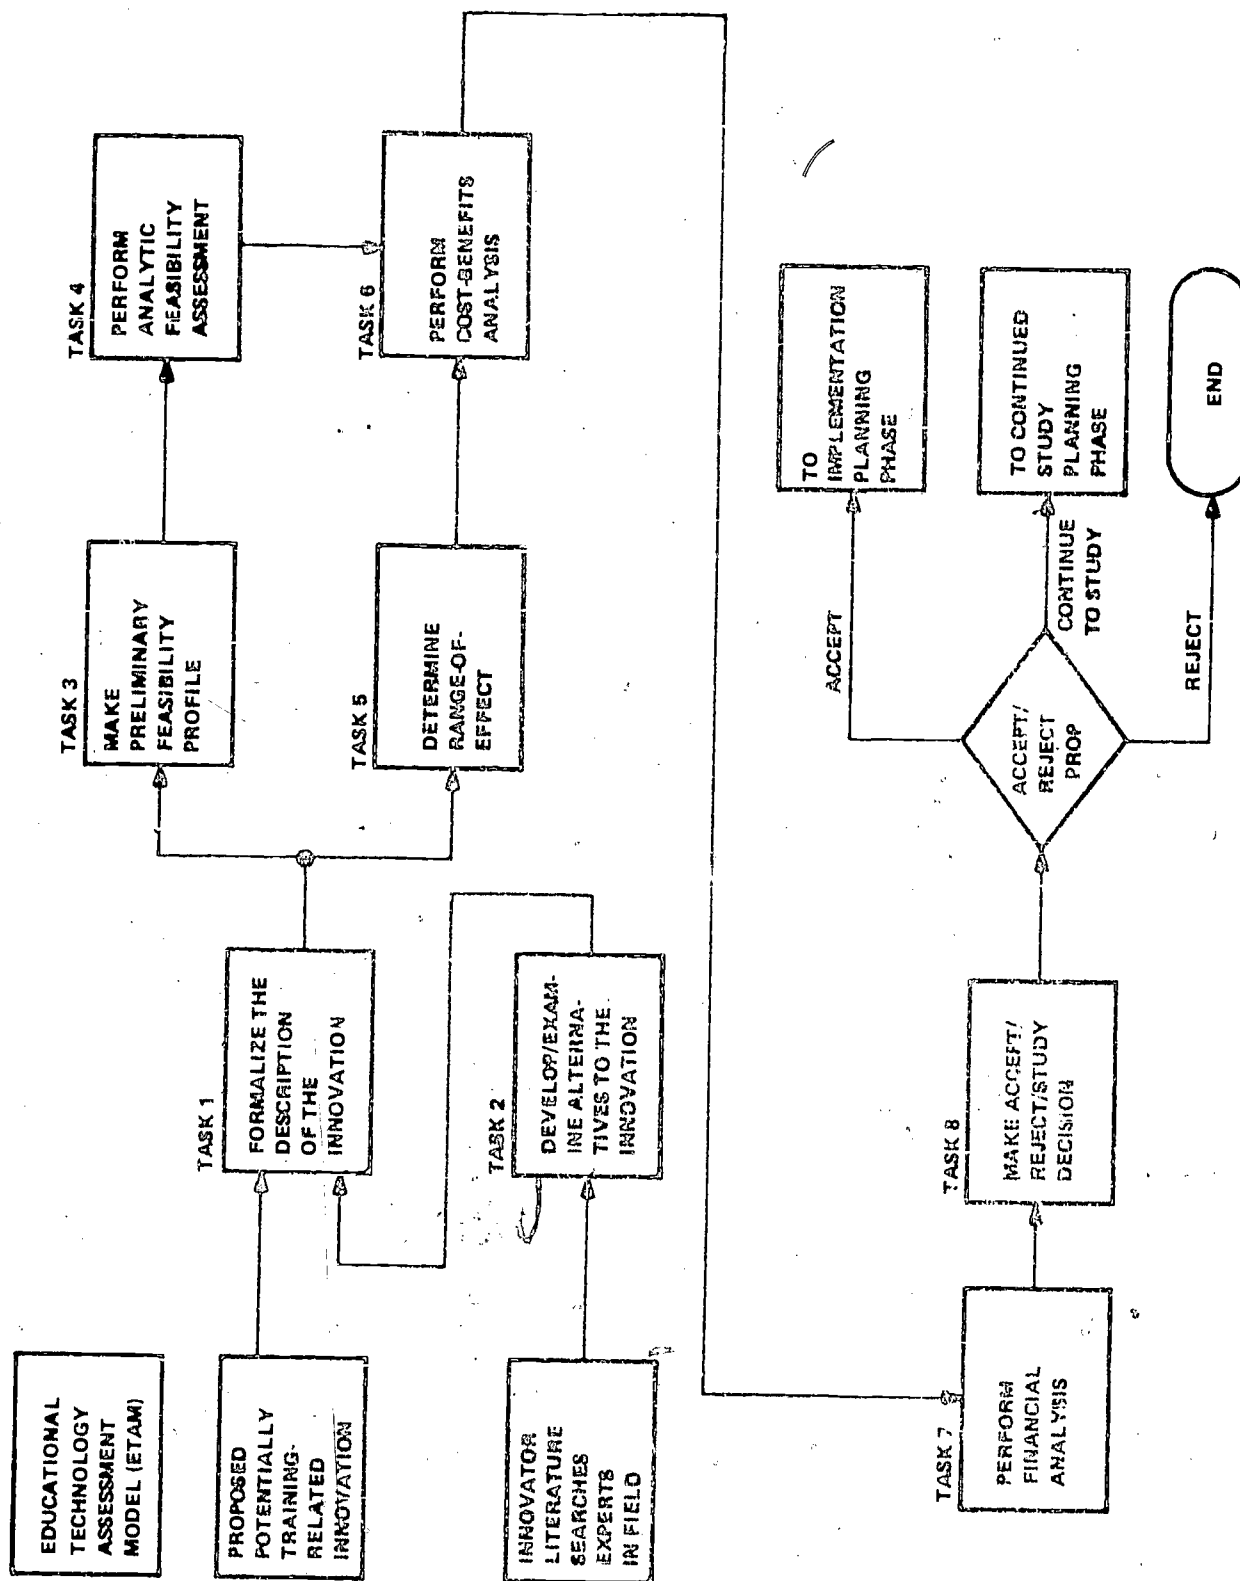 EDUCATIONAL
TECHNOLOGY
ASSESSMENT
MODEL (ETAM)
PROPOSED
POTENTIALLY
TRAINING-
RELATED
INNOVATION
INNOVATOR
LITERATURE
SEARCHES
EXPERTS
IN FIELD
TASK 1
FORMALIZE THE
DESCRIPTION
OF THE
INNOVATION
TASK 2
DEVELOP/EXAM-
INE ALTERNA-
TIVES TO THE
INNOVATION
TASK 3
MAKE
PRELIMINARY
FEASIBILITY
PROFILE
TASK 5
DETERMINE
RANGE-OF-
EFFECT
TASK 4
PERFORM
ANALYTIC
FEASIBILITY
ASSESSMENT
TASK 6
PERFORM
COST-BENEFITS
ANALYSIS
TASK 7
PERFORM
FINANCIAL
ANALYSIS
TASK 8
MAKE ACCEPT/
REJECT/STUDY
DECISION
ACCEPT/
REJECT
PROP
ACCEPT
TO
IMPLEMENTATION
PLANNING
PHASE
CONTINUE
TO STUDY
TO CONTINUED
STUDY
PLANNING
PHASE
REJECT
END